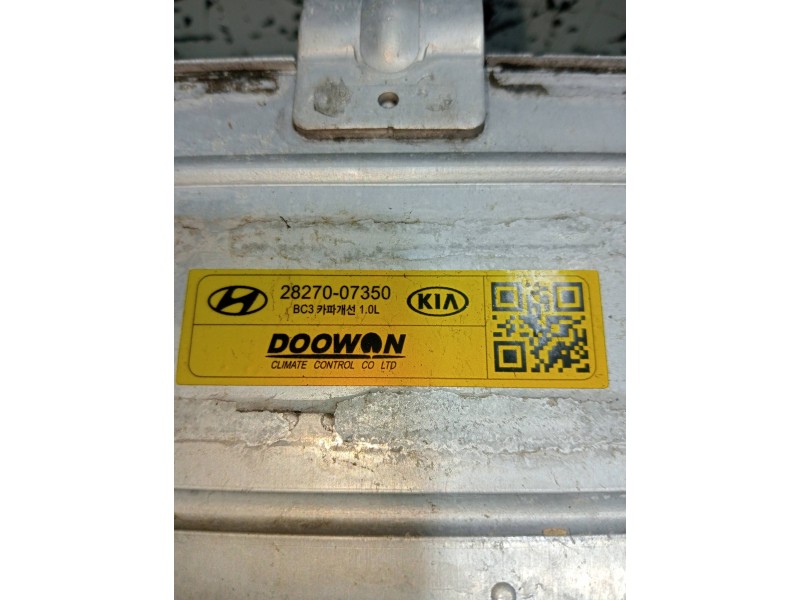 28270-07350
BC3 카파개선 1.0L
KIA
DOOWON
CLIMATE CONTROL CO LTD